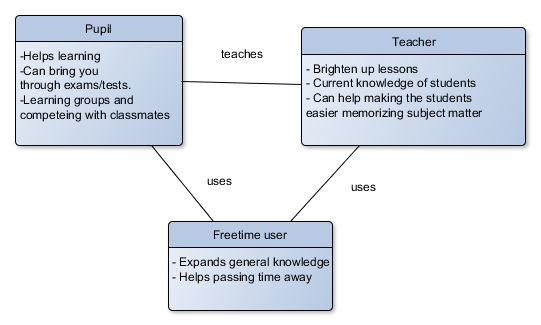 Pupil
-Helps learning
-Can bring you
through exams/tests.
-Learning groups and
competeing with classmates
teaches
Teacher
- Brighten up lessons
- Current knowledge of students
- Can help making the students
easier memorizing subject matter
uses
uses
Freetime user
- Expands general knowledge
- Helps passing time away